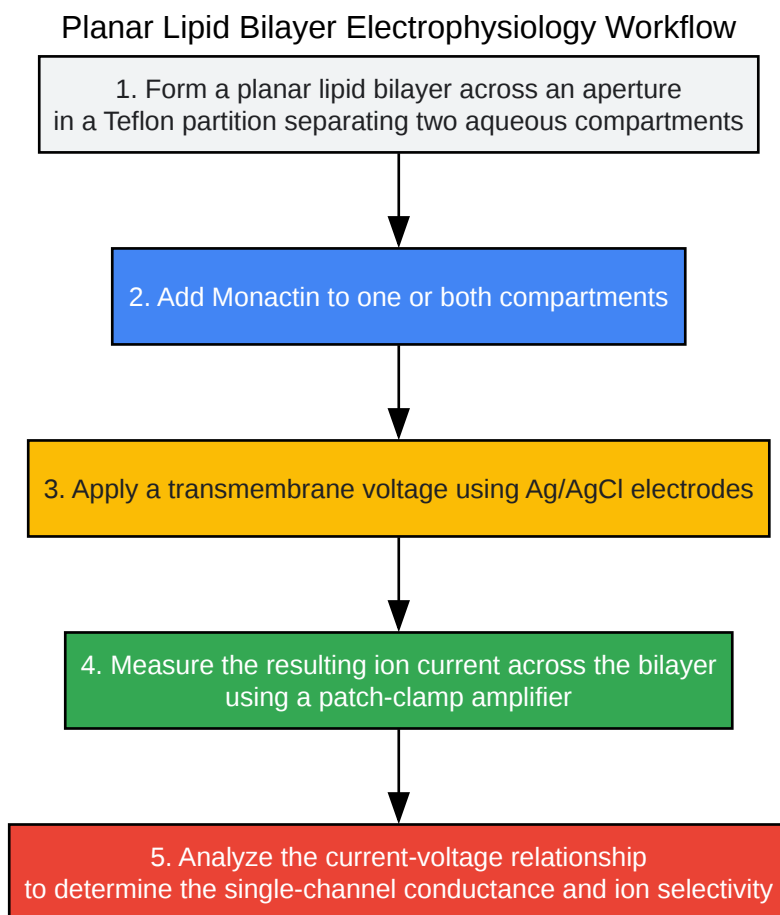 Planar Lipid Bilayer Electrophysiology Workflow
1. Form a planar lipid bilayer across an aperture
in a Teflon partition separating two aqueous compartments
2. Add Monactin to one or both compartments
3. Apply a transmembrane voltage using Ag/AgCl electrodes
4. Measure the resulting ion current across the bilayer
using a patch-clamp amplifier
5. Analyze the current-voltage relationship
to determine the single-channel conductance and ion selectivity